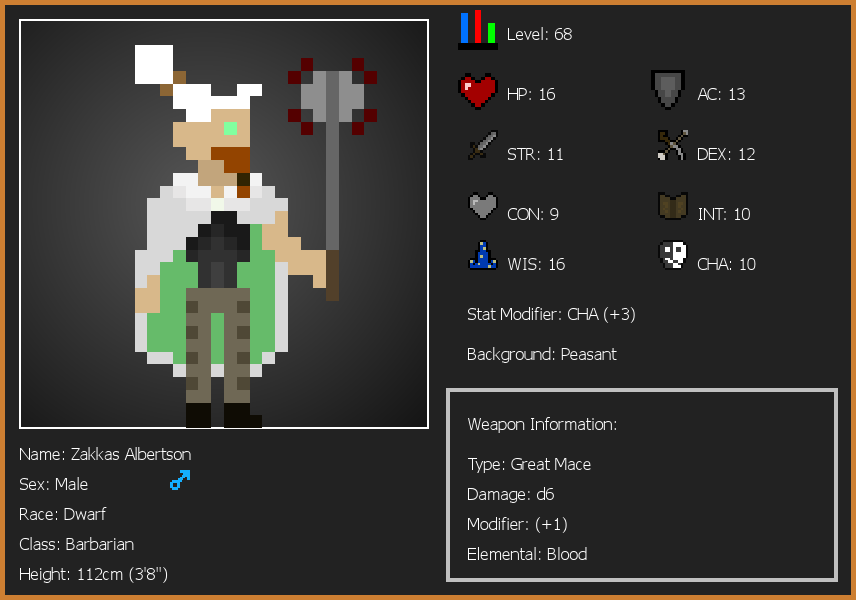 Level: 68
HP: 16
AC: 13
STR: 11
DEX: 12
CON: 9
INT: 10
WIS: 16
CHA: 10
Stat Modifier: CHA (+3)
Background: Peasant
Weapon Information:
Type: Great Mace
Damage: d6
Modifier: (+1)
Elemental: Blood
Name: Zakkas Albertson
Sex: Male
Race: Dwarf
Class: Barbarian
Height: 112cm (3'8")